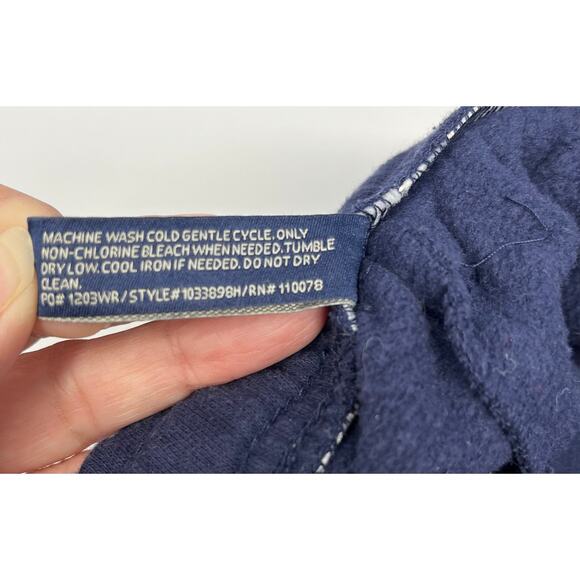 MACHINE WASH COLD GENTLE CYCLE. ONLY
NON-CHLORINE BLEACH WHEN NEEDED. TUMBLE
DRY LOW. COOL IRON IF NEEDED. DO NOT DRY
CLEAN.
PO# 1203WR/STYLE# 1033898H/RN# 110078